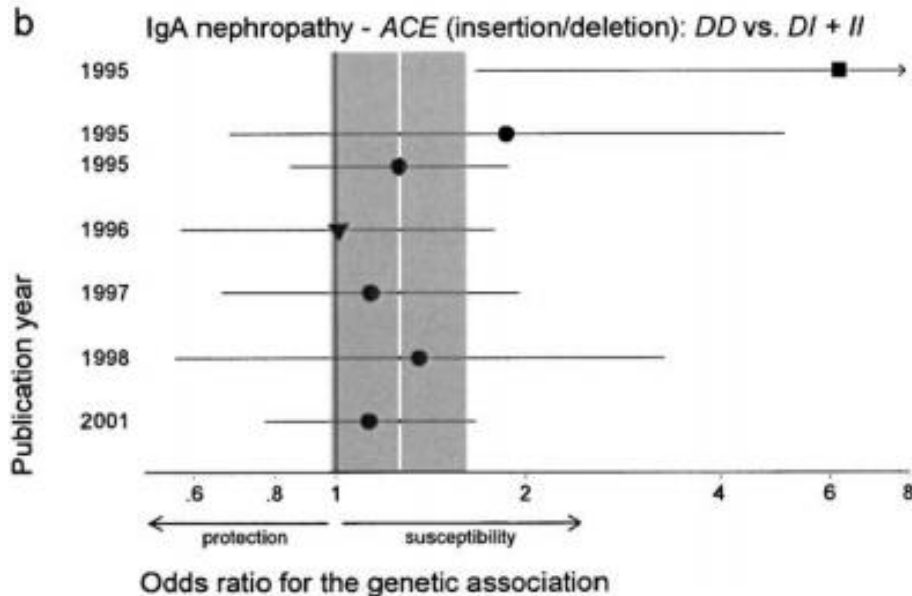 b IgA nephropathy - ACE (insertion/deletion): DD vs. DI + II
1995
1995
1995
1996
1997
1998
2001
Publication year
.6 .8 1 2 4 6 8
protection susceptibility
Odds ratio for the genetic association